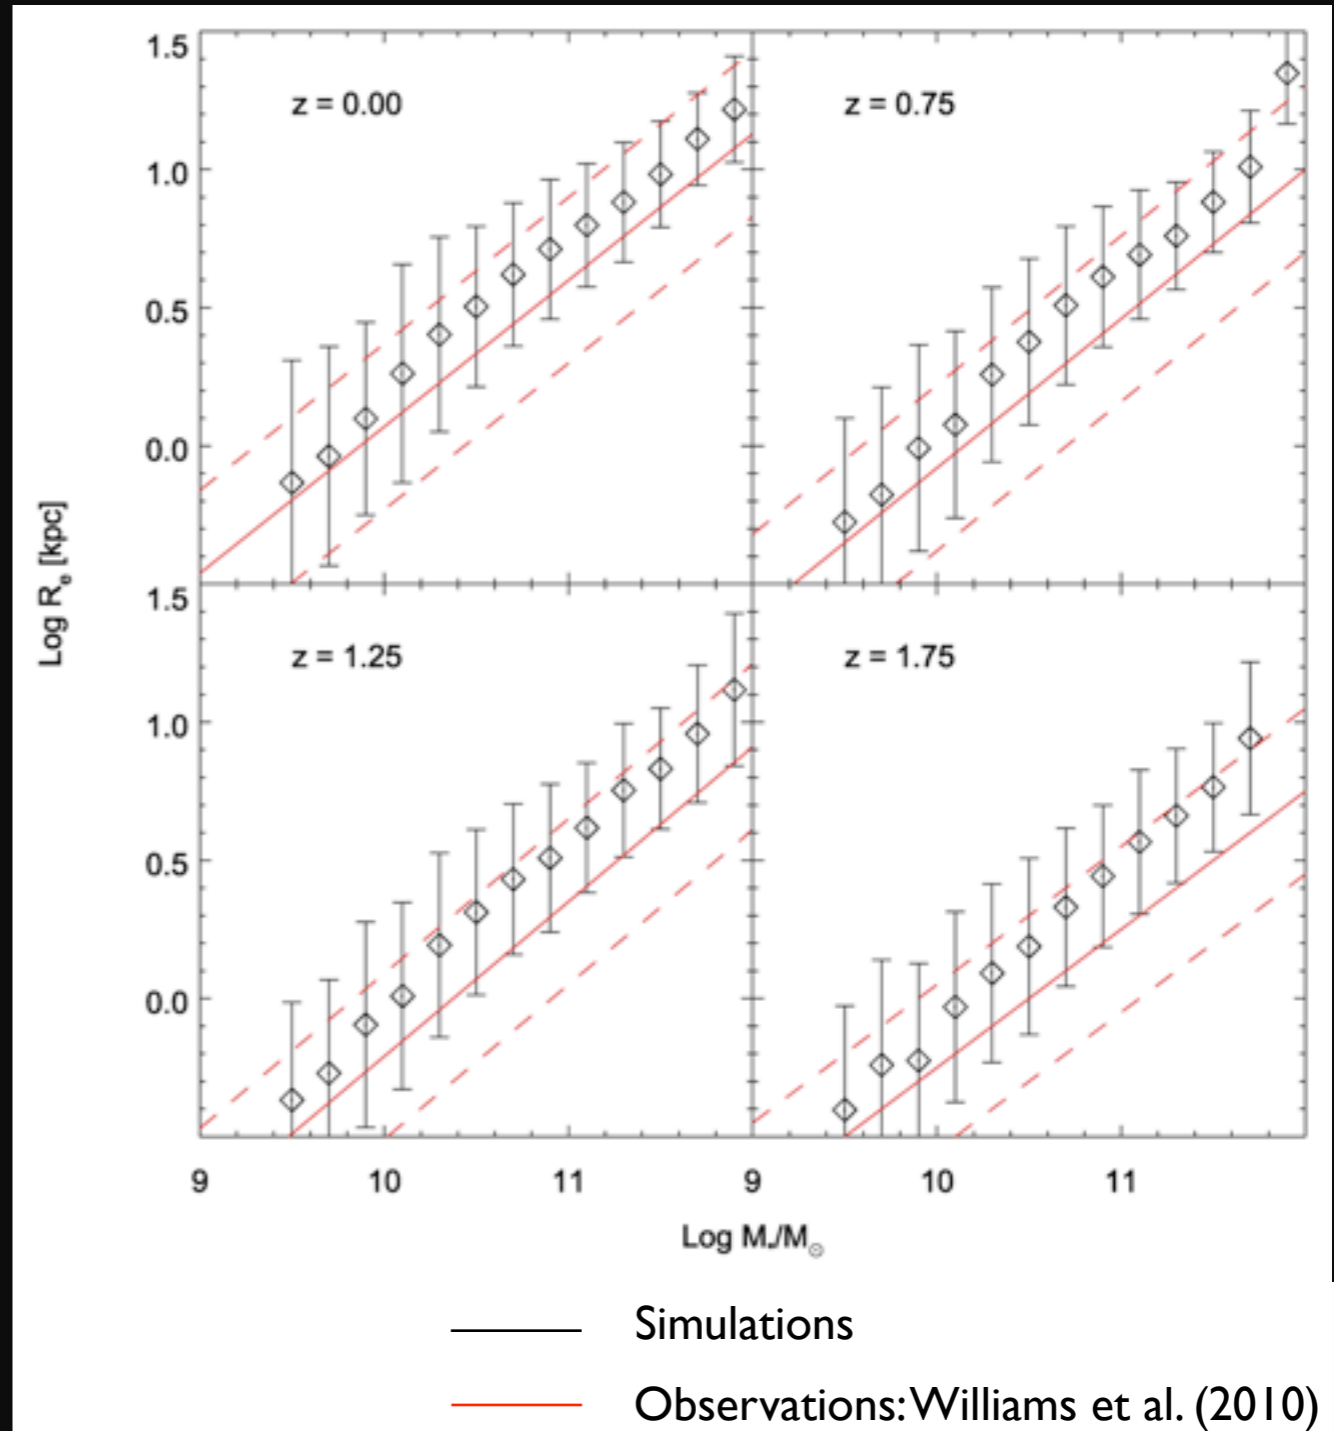 1.5
1.0
0.5
0.0
z = 0.00
z = 0.75
1.5
1.0
0.5
0.0
z = 1.25
z = 1.75
Log Rₑ [kpc]
9 10 11 9 10 11
Log M*/M☉
Simulations
Observations: Williams et al. (2010)